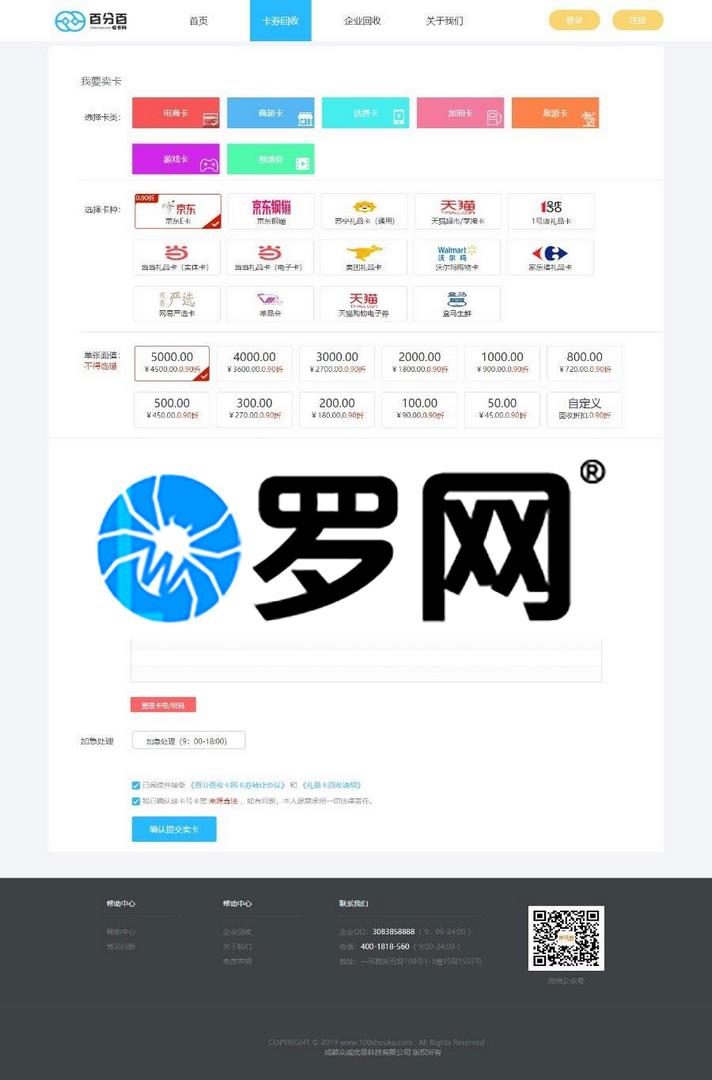 百分百
收卡网
首页
卡券回收
企业回收
关于我们
登录
注册
我要卖卡
选择卡类：
电商卡
商超卡
话费卡
加油卡
旅游卡
游戏卡
选择卡种：
0.90折
京东
京东E卡
京东钢镚
京东钢镚
苏宁礼品卡（通用）
天猫
TMALL.COM
天猫超市/享淘卡
1号店
1号店礼品卡
当当礼品卡（实体卡）
当当礼品卡（电子卡）
美团礼品卡
Walmart
沃尔玛
沃尔玛购物卡
家乐福礼品卡
网易严选
网易严选卡
唯品会
天猫
TMALL.COM
天猫购物电子券
盒马生鲜
单张面值：
不得选错
5000.00
￥4500.00,0.90折
4000.00
￥3600.00,0.90折
3000.00
￥2700.00,0.90折
2000.00
￥1800.00,0.90折
1000.00
￥900.00,0.90折
800.00
￥720.00,0.90折
500.00
￥450.00,0.90折
300.00
￥270.00,0.90折
200.00
￥180.00,0.90折
100.00
￥90.00,0.90折
50.00
￥45.00,0.90折
自定义
回收折扣:0.90折
罗网®
整理卡号/密码
加急处理
加急处理（9：00-18:00）
已阅读并接受《百分百收卡网卡券转让协议》和《礼品卡回收说明》
我已确认该卡号卡密 来源合法，如有问题，本人愿意承担一切法律责任。
确认提交卖卡
帮助中心
帮助中心
联系我们
帮助中心
企业回收
企业QQ：3083858888（9：00-24:00）
常见问题
关于我们
电话：400-1818-560（9:00-24:00）
免责声明
地址：一环路东五段108号1-1幢15层1507号
微信公众号
COPYRIGHT © 2019 www.100shouka.com . All Rights Reserved
成都众诚优品科技有限公司 版权所有